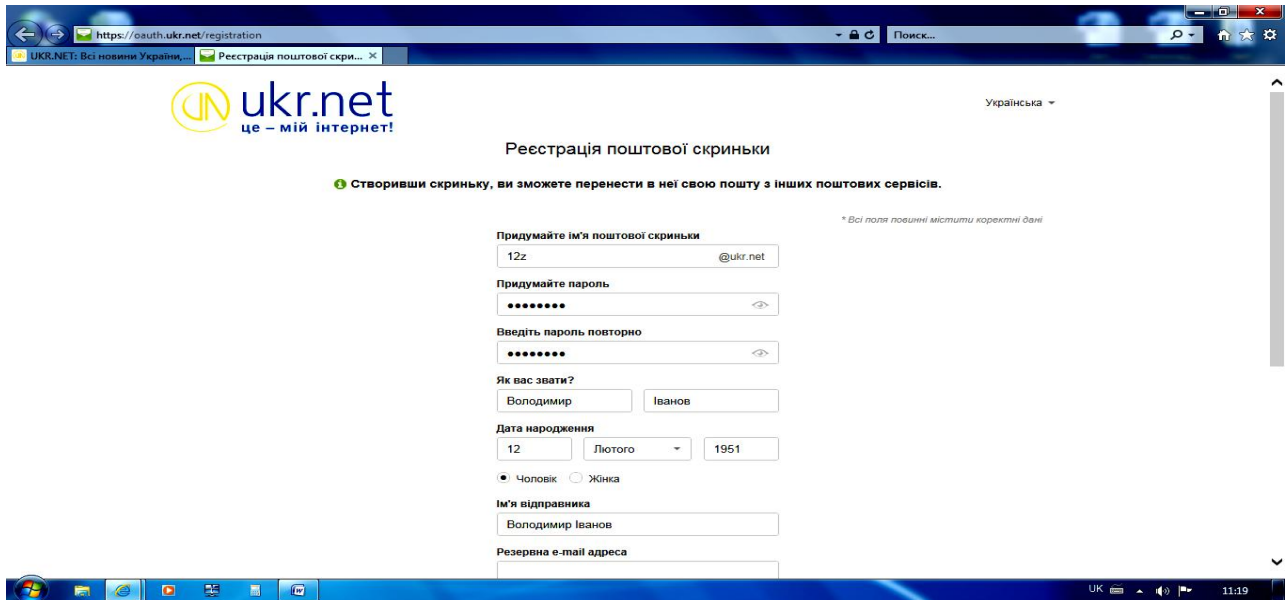 https://oauth.ukr.net/registration
Поиск...
UKR.NET: Всі новини України,...
Реєстрація поштової скри...
ukr.net
це – мій інтернет!
Українська
Реєстрація поштової скриньки
Створивши скриньку, ви зможете перенести в неї свою пошту з інших поштових сервісів.
* Всі поля повинні містити коректні дані
Придумайте ім'я поштової скриньки
12z @ukr.net
Придумайте пароль
Введіть пароль повторно
Як вас звати?
Володимир Іванов
Дата народження
12 Лютого 1951
Чоловік Жінка
Ім'я відправника
Володимир Іванов
Резервна e-mail адреса
UK 11:19